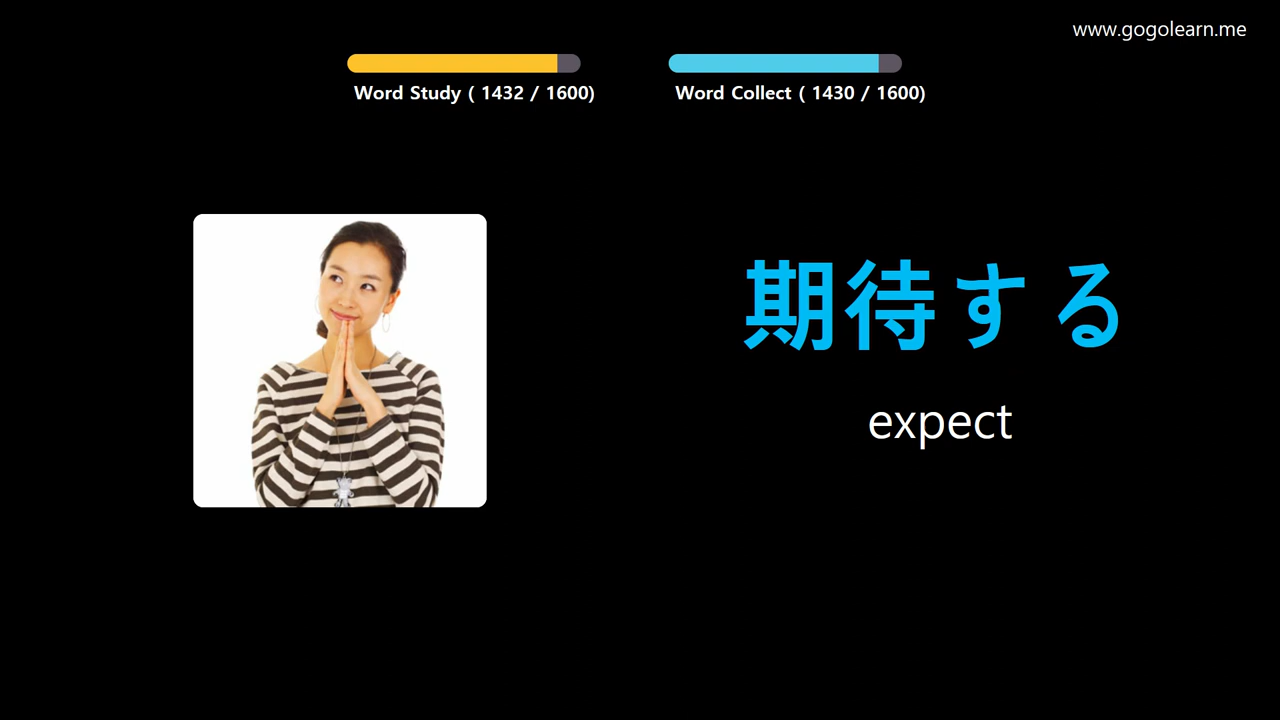 www.gogolearn.me
Word Study ( 1432 / 1600)
Word Collect ( 1430 / 1600)
期待する
expect